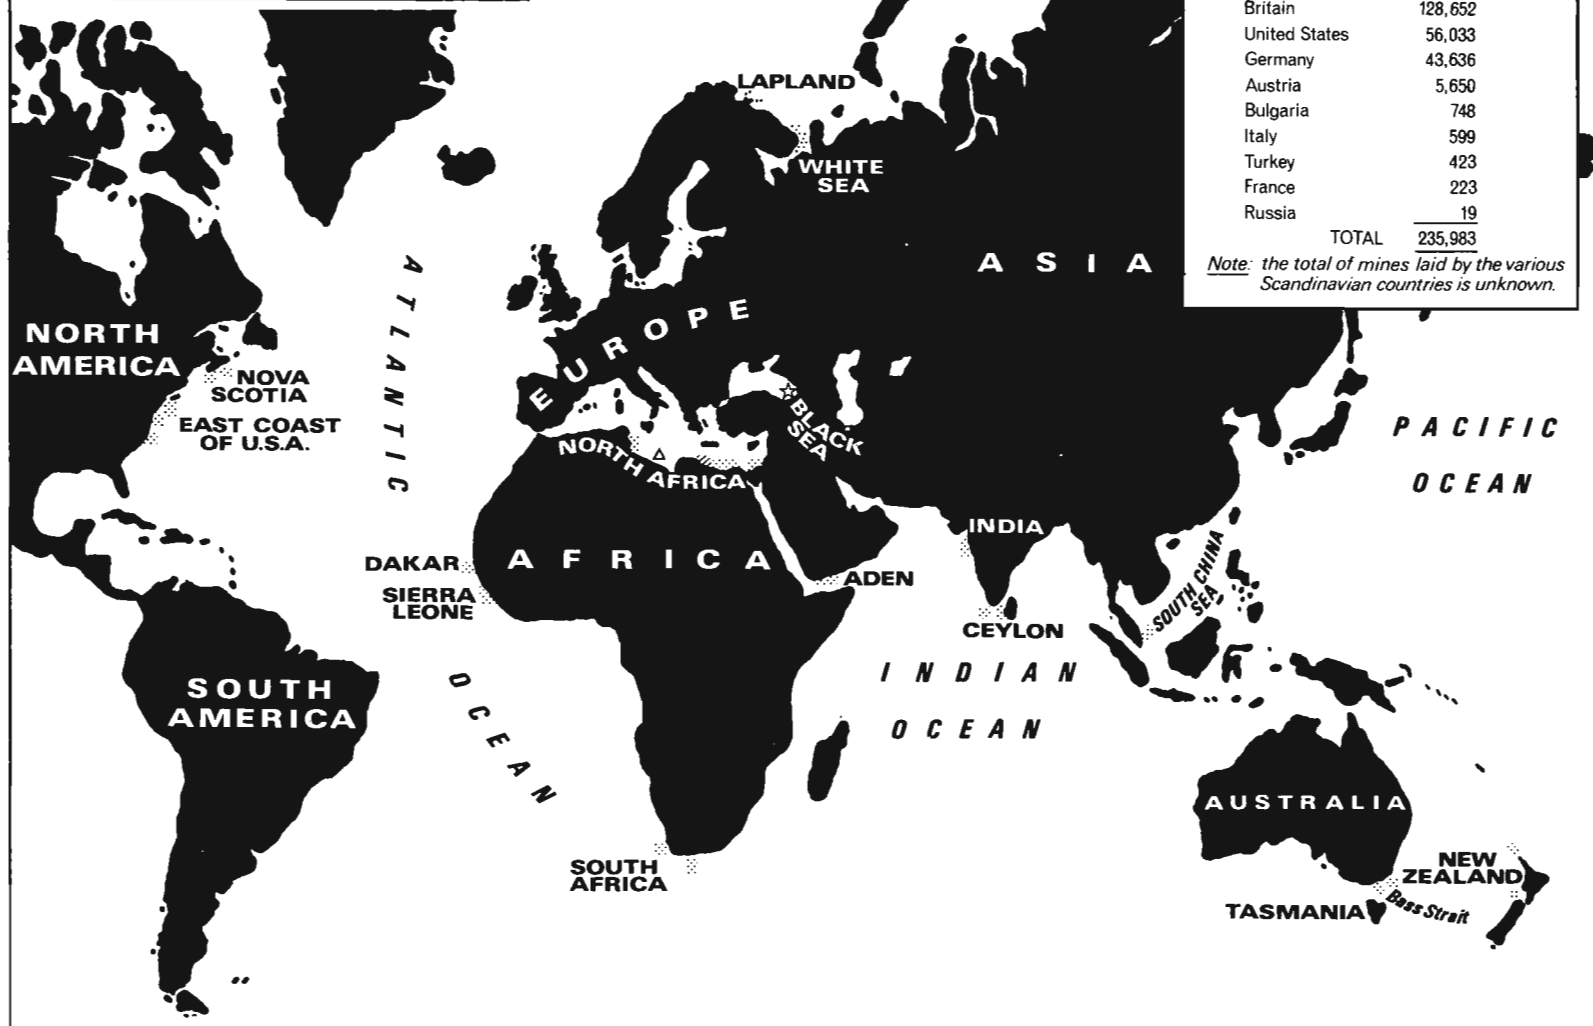 Britain 128,652
United States 56,033
Germany 43,636
Austria 5,650
Bulgaria 748
Italy 599
Turkey 423
France 223
Russia 19
TOTAL 235,983
Note: the total of mines laid by the various
Scandinavian countries is unknown.
LAPLAND
WHITE
SEA
ASIA
EUROPE
NORTH
AMERICA
NOVA
SCOTIA
EAST COAST
OF U.S.A.
ATLANTIC
OCEAN
BLACK
SEA
NORTH AFRICA
PACIFIC
OCEAN
INDIA
DAKAR
AFRICA
ADEN
SIERRA
LEONE
SOUTH CHINA
SEA
CEYLON
INDIAN
OCEAN
SOUTH
AMERICA
AUSTRALIA
SOUTH
AFRICA
NEW
ZEALAND
TASMANIA
Bass Strait